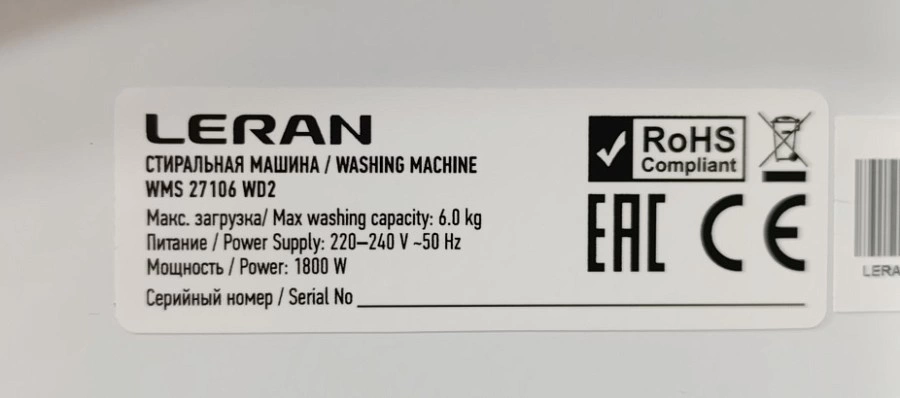 LERAN
СТИРАЛЬНАЯ МАШИНА / WASHING MACHINE
WMS 27106 WD2
Макс. загрузка/ Max washing capacity: 6.0 kg
Питание / Power Supply: 220–240 V ~50 Hz
Мощность / Power: 1800 W
Серийный номер / Serial No
RoHS
Compliant
EAC CE
LERA